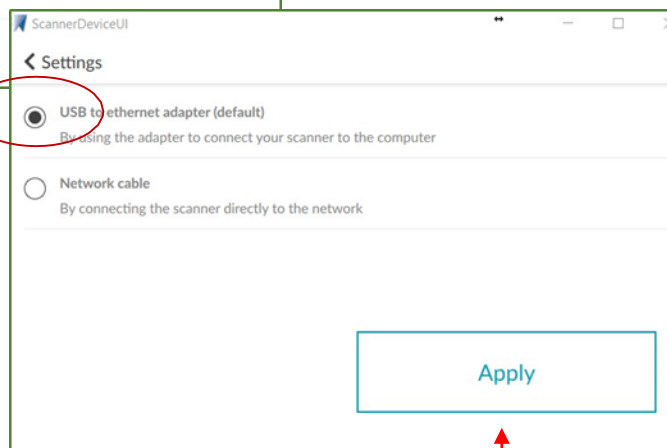 ScannerDeviceUI
Settings
USB to ethernet adapter (default)
By using the adapter to connect your scanner to the computer
Network cable
By connecting the scanner directly to the network
Apply